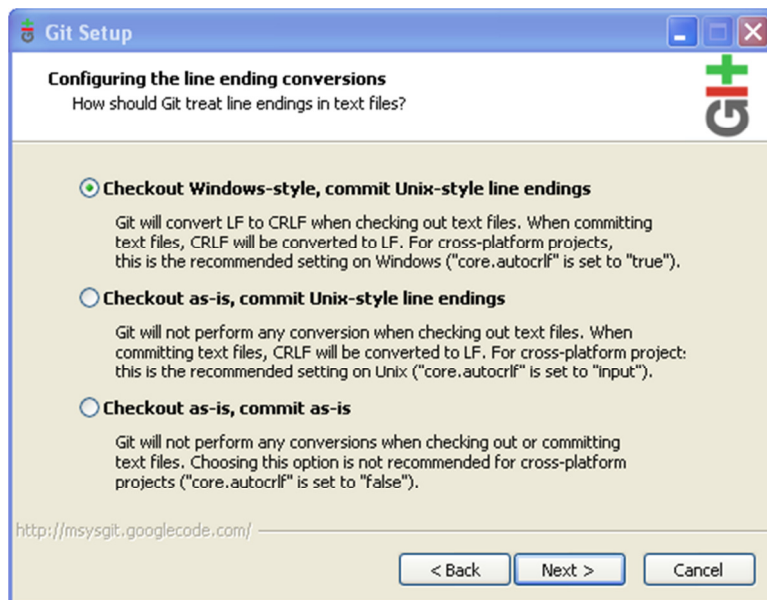 Git Setup
Configuring the line ending conversions
How should Git treat line endings in text files?
GIT
Checkout Windows-style, commit Unix-style line endings
Git will convert LF to CRLF when checking out text files. When committing
text files, CRLF will be converted to LF. For cross-platform projects,
this is the recommended setting on Windows ("core.autocrlf" is set to "true").
Checkout as-is, commit Unix-style line endings
Git will not perform any conversion when checking out text files. When
committing text files, CRLF will be converted to LF. For cross-platform project:
this is the recommended setting on Unix ("core.autocrlf" is set to "input").
Checkout as-is, commit as-is
Git will not perform any conversions when checking out or committing
text files. Choosing this option is not recommended for cross-platform
projects ("core.autocrlf" is set to "false").
http://msysgit.googlecode.com/
< Back Next > Cancel